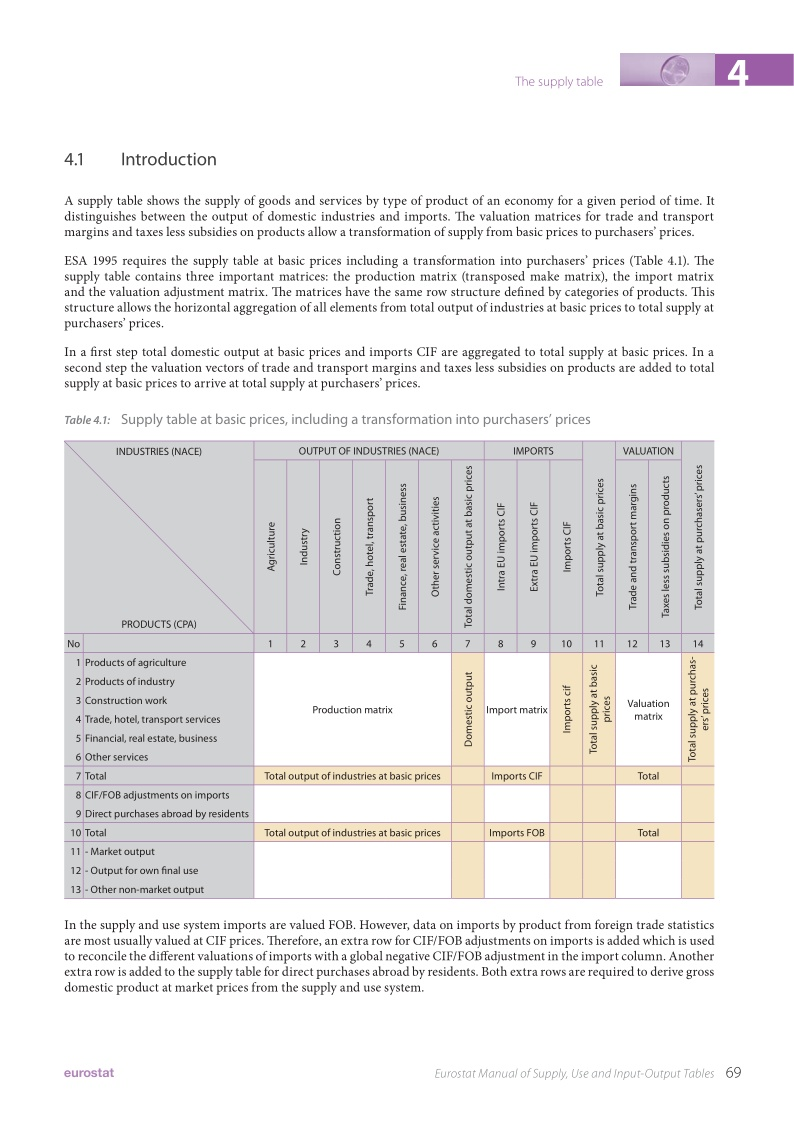 The supply table
4
4.1 Introduction
A supply table shows the supply of goods and services by type of product of an economy for a given period of time. It
distinguishes between the output of domestic industries and imports. The valuation matrices for trade and transport
margins and taxes less subsidies on products allow a transformation of supply from basic prices to purchasers’ prices.
ESA 1995 requires the supply table at basic prices including a transformation into purchasers’ prices (Table 4.1). The
supply table contains three important matrices: the production matrix (transposed make matrix), the import matrix
and the valuation adjustment matrix. The matrices have the same row structure defined by categories of products. This
structure allows the horizontal aggregation of all elements from total output of industries at basic prices to total supply at
purchasers’ prices.
In a first step total domestic output at basic prices and imports CIF are aggregated to total supply at basic prices. In a
second step the valuation vectors of trade and transport margins and taxes less subsidies on products are added to total
supply at basic prices to arrive at total supply at purchasers’ prices.
Table 4.1: Supply table at basic prices, including a transformation into purchasers’ prices
INDUSTRIES (NACE)
OUTPUT OF INDUSTRIES (NACE)
IMPORTS
VALUATION
Agriculture
Industry
Construction
Trade, hotel, transport
Finance, real estate, business
Other service activities
Total domestic output at basic prices
Intra EU imports CIF
Extra EU imports CIF
Imports CIF
Total supply at basic prices
Trade and transport margins
Taxes less subsidies on products
Total supply at purchasers’ prices
PRODUCTS (CPA)
No 1 2 3 4 5 6 7 8 9 10 11 12 13 14
1 Products of agriculture
2 Products of industry
3 Construction work
4 Trade, hotel, transport services
5 Financial, real estate, business
6 Other services
Production matrix
Domestic output
Import matrix
Imports cif
Total supply at basic
prices
Valuation
matrix
Total supply at purchas-
ers’ prices
7 Total Total output of industries at basic prices Imports CIF Total
8 CIF/FOB adjustments on imports
9 Direct purchases abroad by residents
10 Total Total output of industries at basic prices Imports FOB Total
11 - Market output
12 - Output for own final use
13 - Other non-market output
In the supply and use system imports are valued FOB. However, data on imports by product from foreign trade statistics
are most usually valued at CIF prices. Therefore, an extra row for CIF/FOB adjustments on imports is added which is used
to reconcile the different valuations of imports with a global negative CIF/FOB adjustment in the import column. Another
extra row is added to the supply table for direct purchases abroad by residents. Both extra rows are required to derive gross
domestic product at market prices from the supply and use system.
eurostat
Eurostat Manual of Supply, Use and Input-Output Tables 69